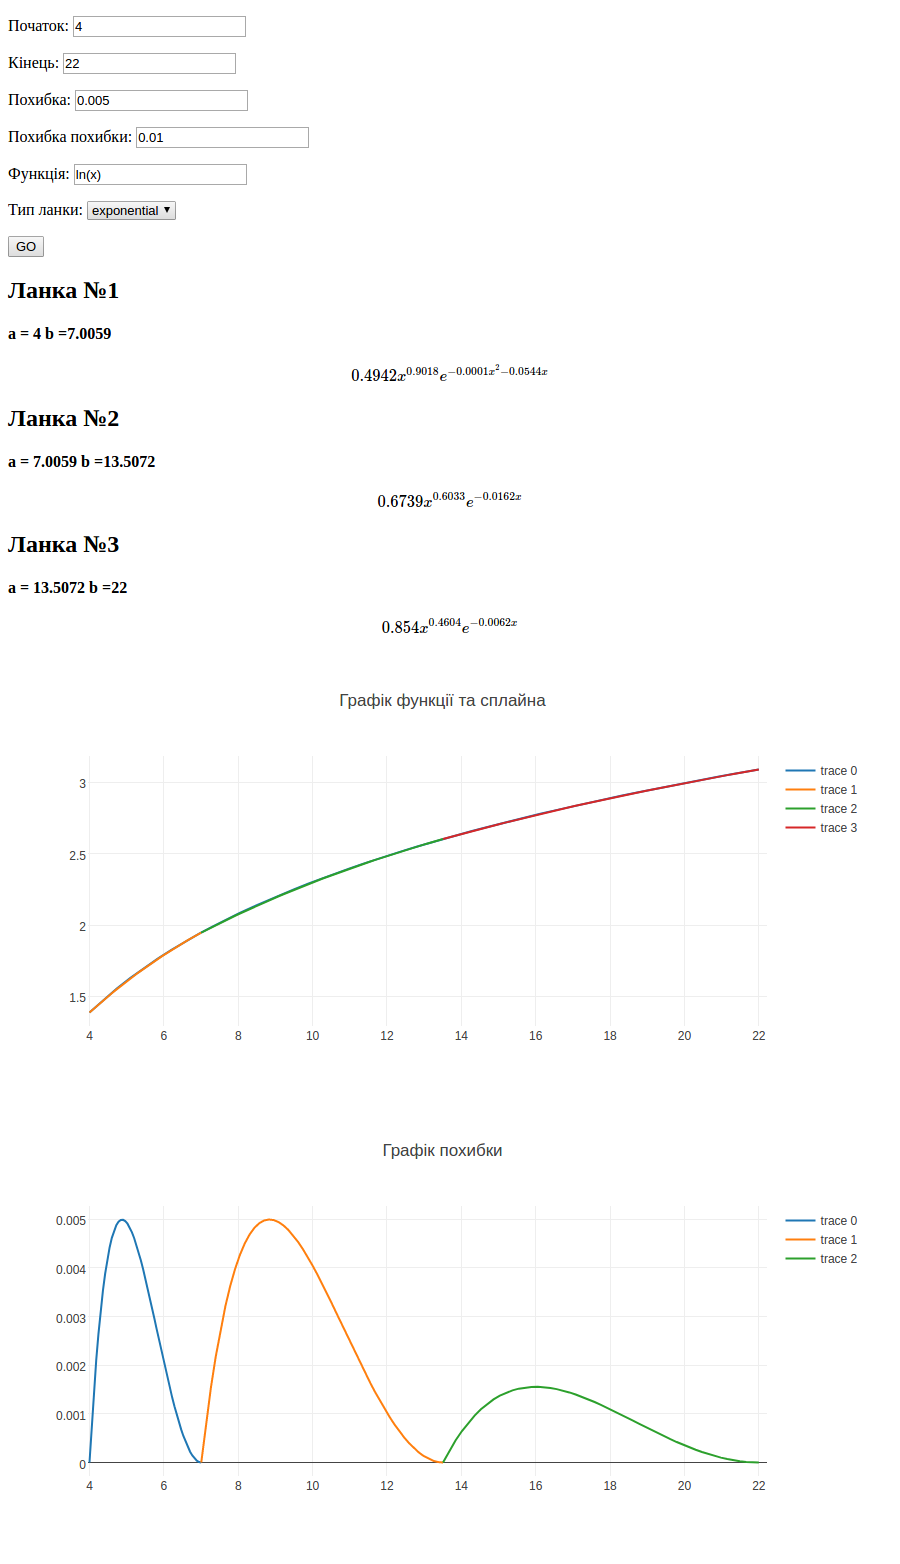 Початок: 4
Кінець: 22
Похибка: 0.005
Похибка похибки: 0.01
Функція: ln(x)
Тип ланки: exponential ▼
GO
Ланка №1
a = 4 b =7.0059
0.4942x^{0.9018}e^{−0.0001x^2−0.0544x}
Ланка №2
a = 7.0059 b =13.5072
0.6739x^{0.6033}e^{−0.0162x}
Ланка №3
a = 13.5072 b =22
0.854x^{0.4604}e^{−0.0062x}
Графік функції та сплайна
3
2.5
2
1.5
4 6 8 10 12 14 16 18 20 22
trace 0
trace 1
trace 2
trace 3
Графік похибки
0.005
0.004
0.003
0.002
0.001
0
4 6 8 10 12 14 16 18 20 22
trace 0
trace 1
trace 2